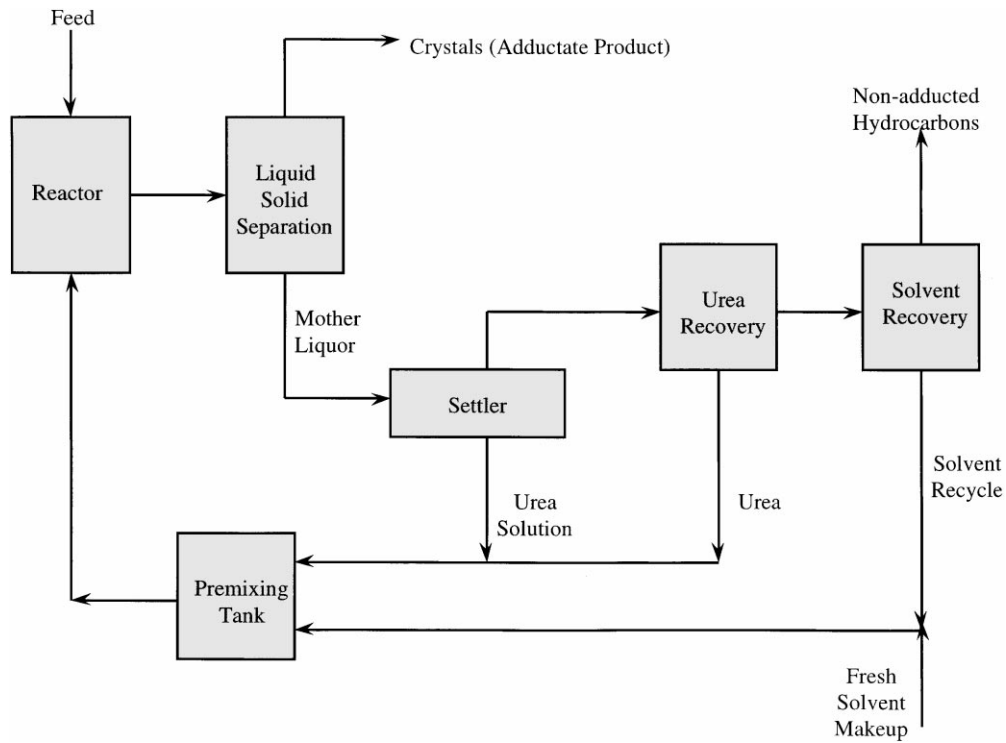 Feed
Crystals (Adductate Product)
Non-adducted
Hydrocarbons
Reactor
Liquid
Solid
Separation
Urea
Recovery
Solvent
Recovery
Mother
Liquor
Settler
Urea
Solution
Urea
Solvent
Recycle
Premixing
Tank
Fresh
Solvent
Makeup